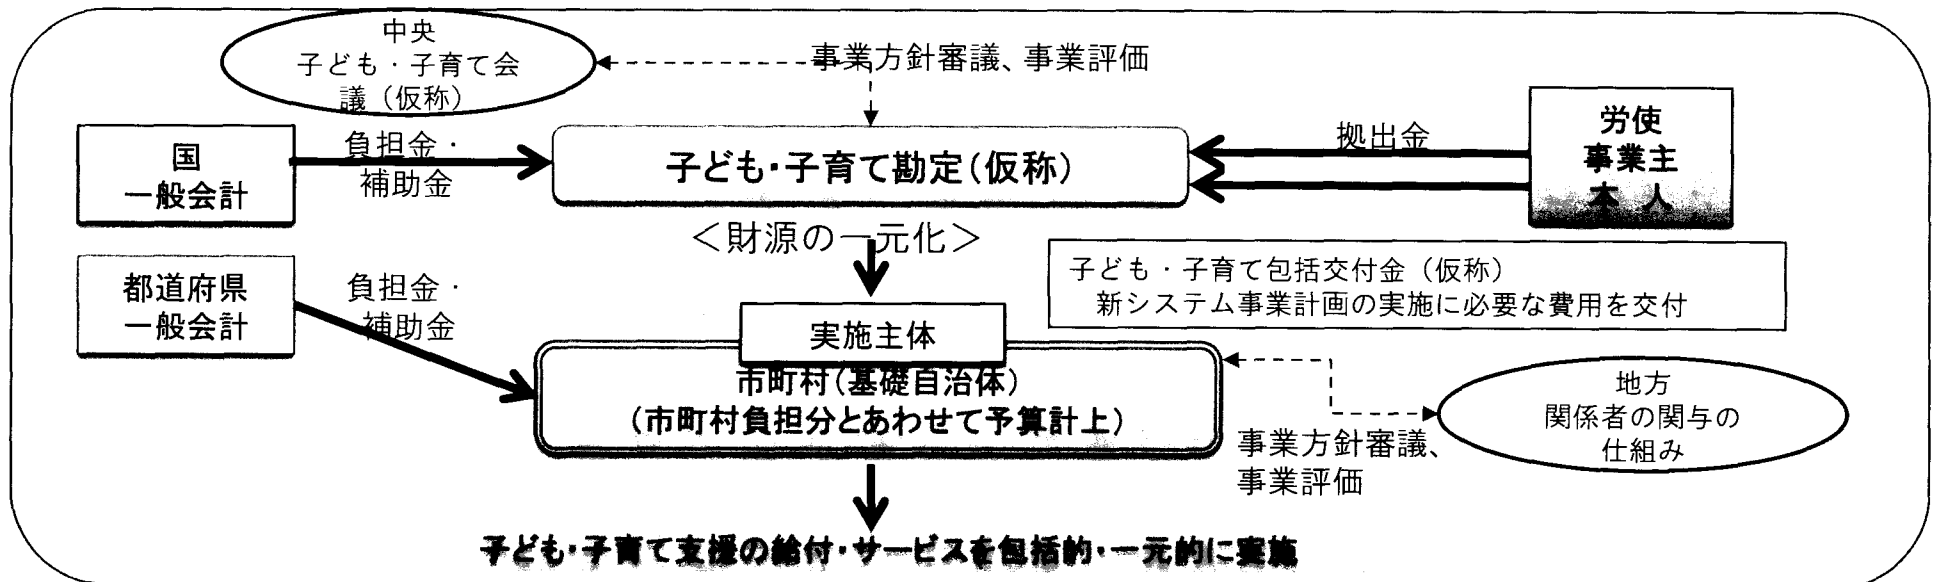 中央
子ども・子育て会
議（仮称）
事業方針審議、事業評価
国
一般会計
負担金・
補助金
子ども・子育て勘定（仮称）
拠出金
労使
事業主
本 人
＜財源の一元化＞
都道府県
一般会計
負担金・
補助金
子ども・子育て包括交付金（仮称）
新システム事業計画の実施に必要な費用を交付
実施主体
市町村（基礎自治体）
（市町村負担分とあわせて予算計上）
地方
関係者の関与の
仕組み
事業方針審議、
事業評価
子ども・子育て支援の給付・サービスを包括的・一元的に実施